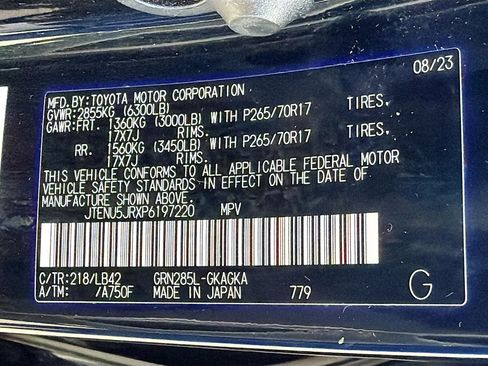 08/23
MFD.BY:TOYOTA MOTOR CORPORATION
GVWR:2855KG (6300LB)
GAWR:FRT. 1360KG (3000LB) WITH P265/70R17 TIRES,
17X7J RIMS.
RR. 1560KG (3450LB) WITH P265/70R17 TIRES,
17X7J RIMS.
THIS VEHICLE CONFORMS TO ALL APPLICABLE FEDERAL MOTOR
VEHICLE SAFETY STANDARDS IN EFFECT ON THE DATE OF
MANUFACTURE SHOWN ABOVE.
JTENU5JRXP6197220 MPV
C/TR:218/LB42 GRN285L-GKAGKA
A/TM: /A750F MADE IN JAPAN 779 G